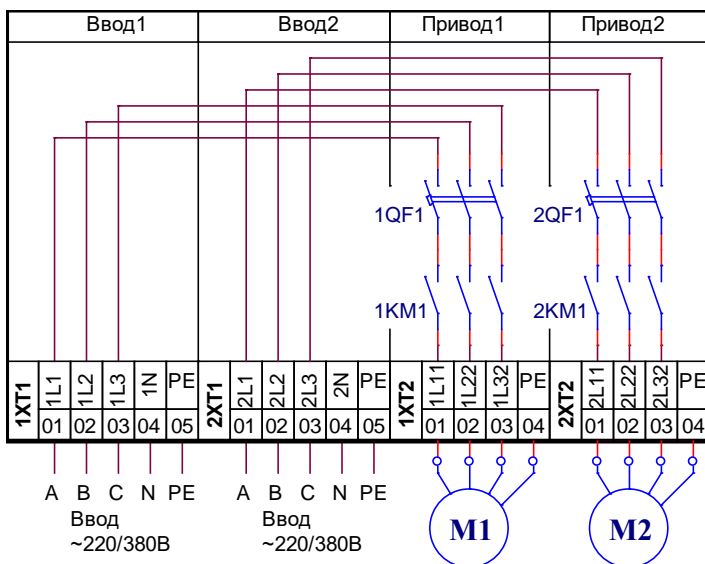 Ввод1 Ввод2 Привод1 Привод2
1QF1 2QF1
1KM1 2KM1
1XT1 1L1 1L2 1L3 1N PE 2XT1 2L1 2L2 2L3 2N PE 1XT2 1L11 1L22 1L32 PE 2XT2 2L11 2L22 2L32 PE
01 02 03 04 05 01 02 03 04 05 01 02 03 04 01 02 03 04
A B C N PE A B C N PE
Ввод Ввод
~220/380В ~220/380В
M1 M2